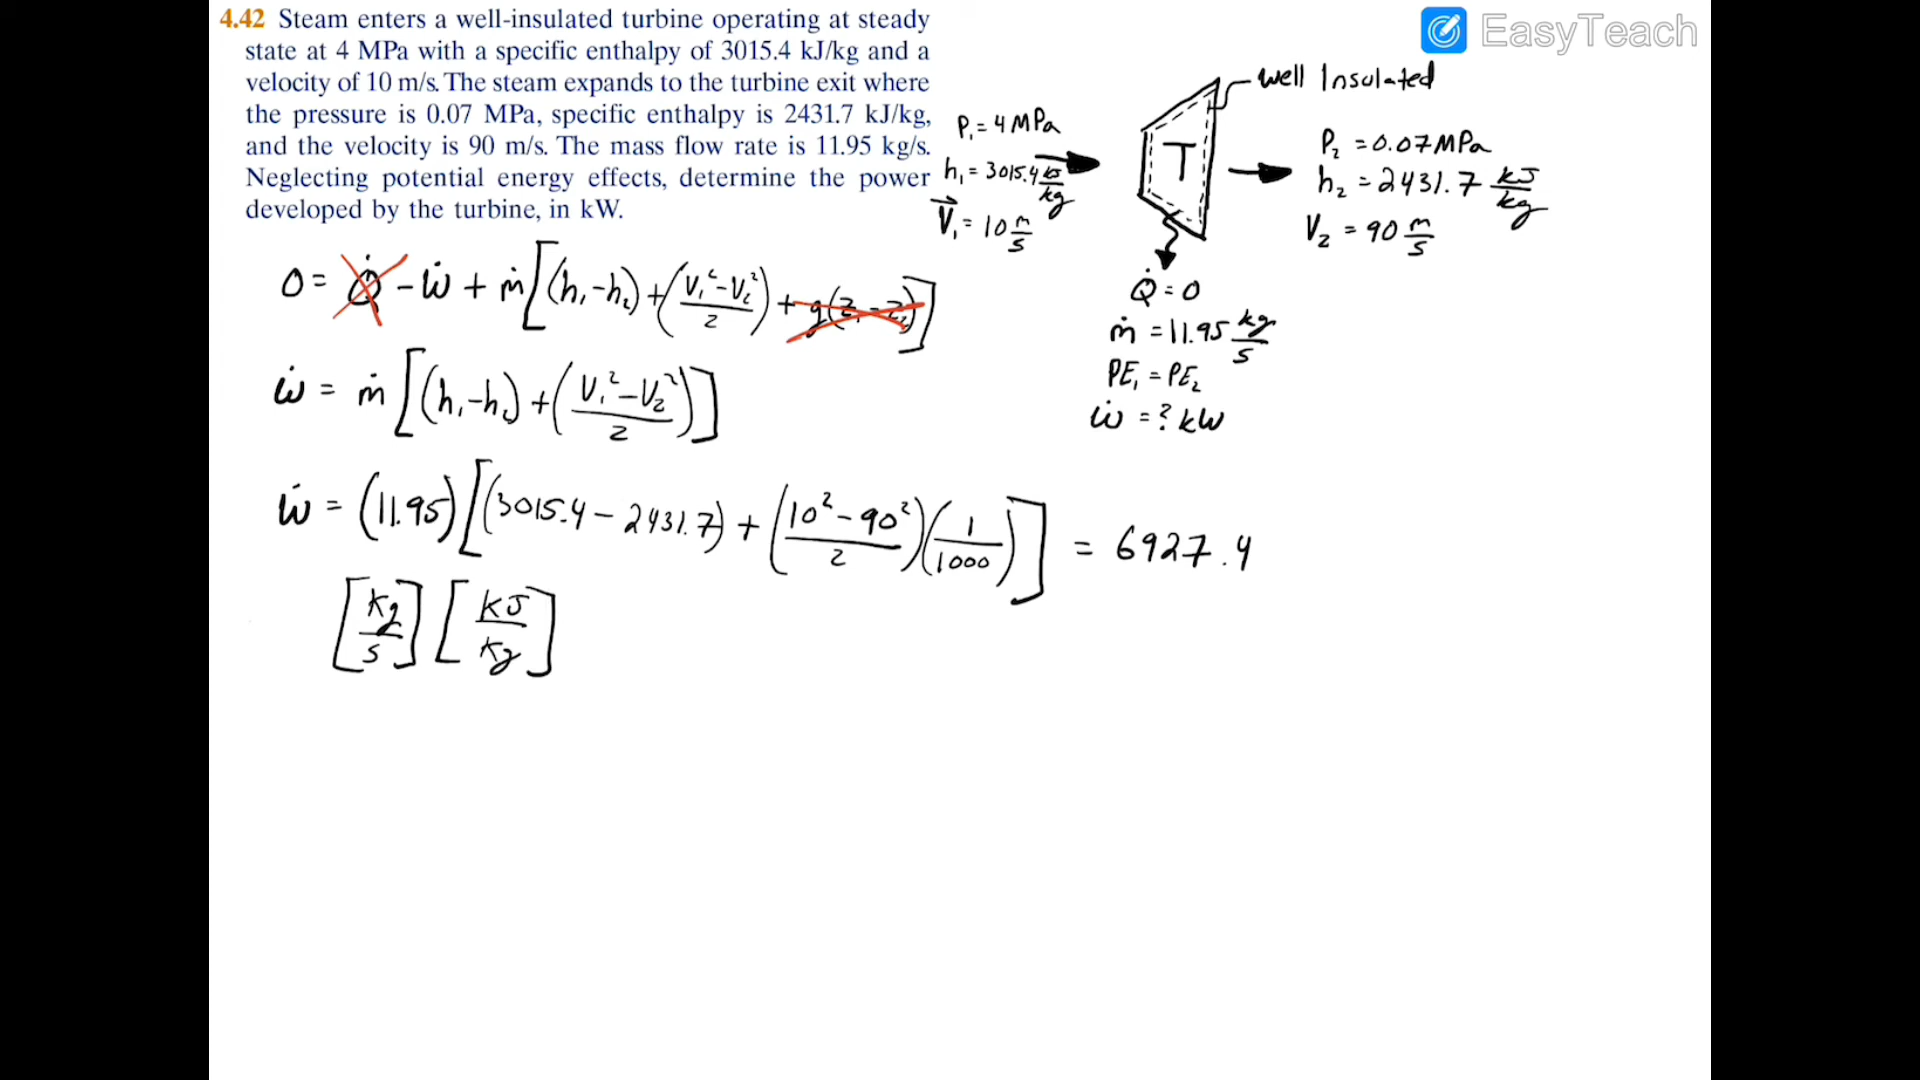 4.42 Steam enters a well-insulated turbine operating at steady
state at 4 MPa with a specific enthalpy of 3015.4 kJ/kg and a
velocity of 10 m/s. The steam expands to the turbine exit where
the pressure is 0.07 MPa, specific enthalpy is 2431.7 kJ/kg,
and the velocity is 90 m/s. The mass flow rate is 11.95 kg/s.
Neglecting potential energy effects, determine the power
developed by the turbine, in kW.
EasyTeach
well Insulated
P₁ = 4 MPa
h₁ = 3015.4 kJ/kg
V⃗₁ = 10 m/s
T
P₂ = 0.07 MPa
h₂ = 2431.7 kJ/kg
V₂ = 90 m/s
Q̇ = 0
ṁ = 11.95 kg/s
PE₁ = PE₂
Ẇ = ? kW
0 = Q̇ - Ẇ + ṁ[(h₁-h₂) + (V₁²-V₂²/2) + g(z₁-z₂)]
Ẇ = ṁ[(h₁-h₂) + (V₁²-V₂²/2)]
Ẇ = (11.95)[(3015.4 - 2431.7) + (10²-90²/2)(1/1000)] = 6927.4
[kg/s] [kJ/kg]